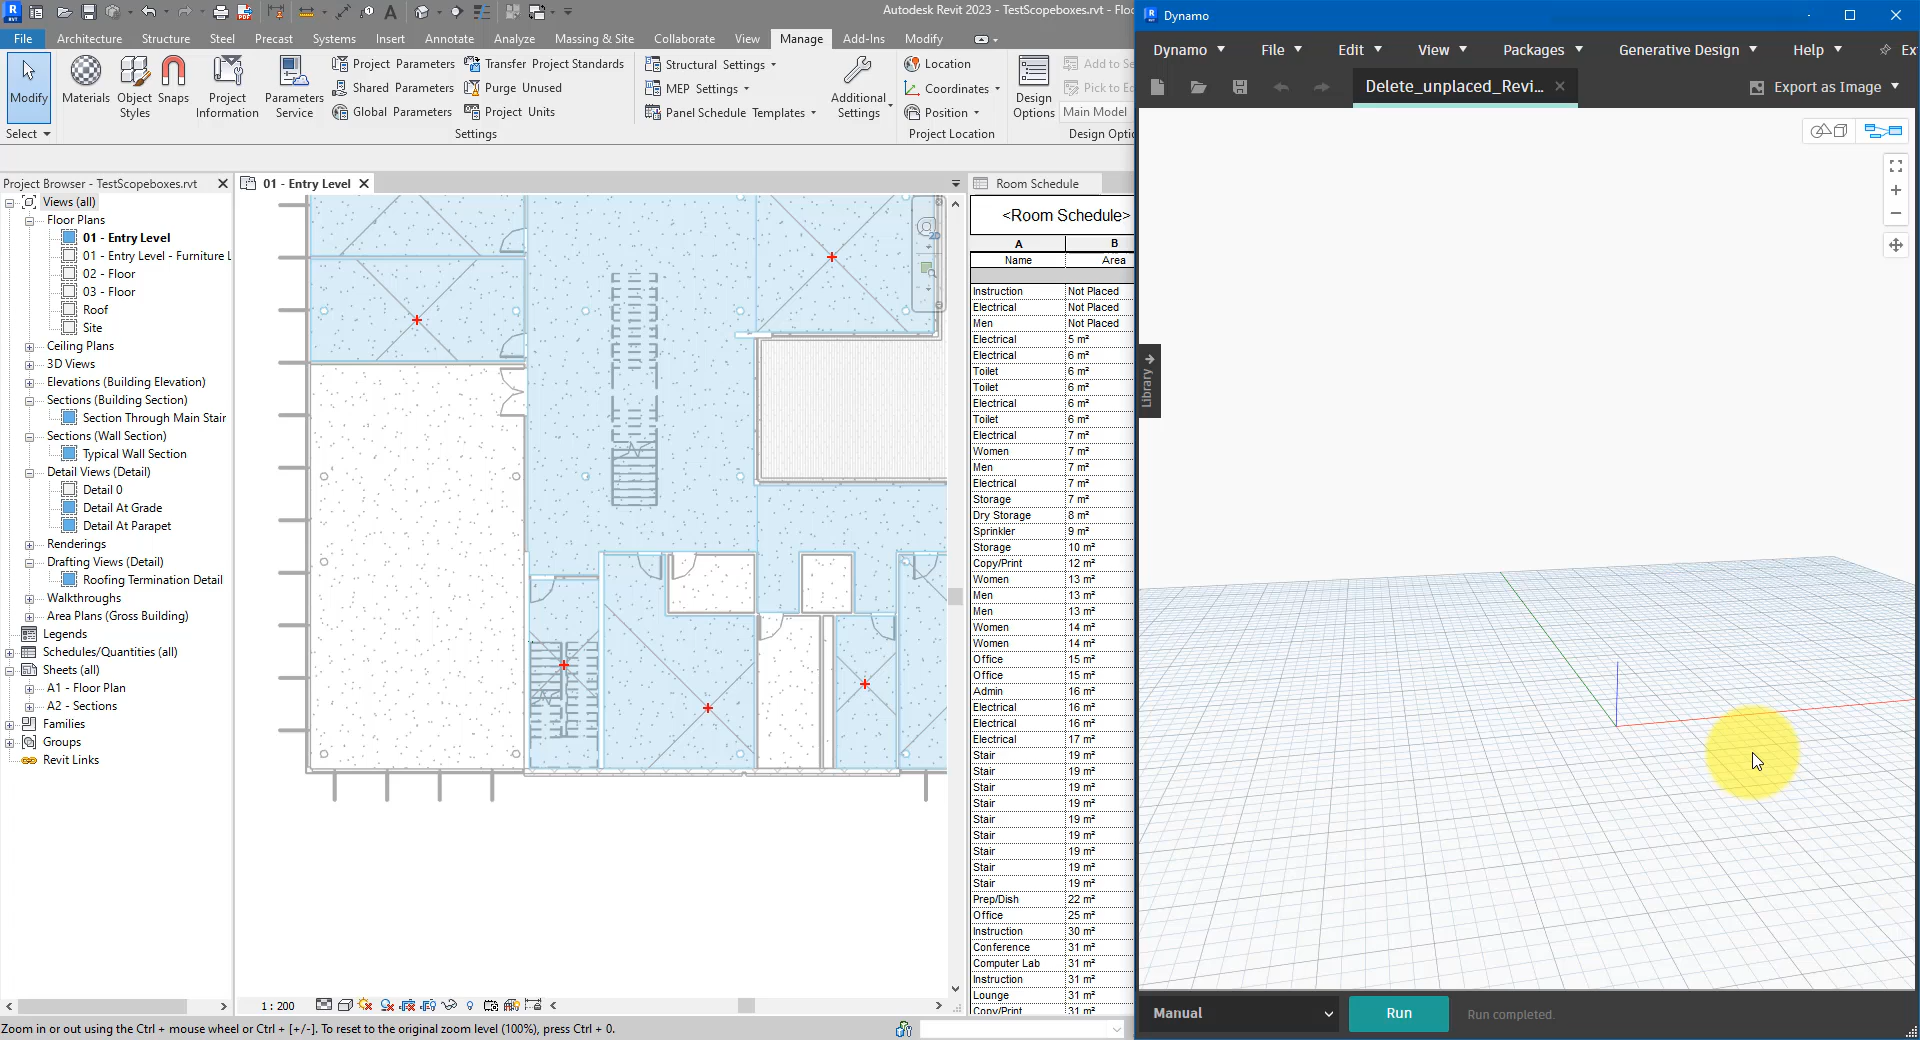 Autodesk Revit 2023 - TestScopeboxes.rvt - Floo
File
Architecture
Structure
Steel
Precast
Systems
Insert
Annotate
Analyze
Massing & Site
Collaborate
View
Manage
Add-Ins
Modify
Modify
Materials
Object Styles
Snaps
Project Information
Parameters Service
Project Parameters
Shared Parameters
Global Parameters
Transfer Project Standards
Purge Unused
Project Units
Structural Settings
MEP Settings
Panel Schedule Templates
Additional Settings
Location
Coordinates
Position
Design Options
Add to Se
Pick to Ed
Main Model
Select
Settings
Project Location
Design Optio
Project Browser - TestScopeboxes.rvt
Views (all)
Floor Plans
01 - Entry Level
01 - Entry Level - Furniture L
02 - Floor
03 - Floor
Roof
Site
Ceiling Plans
3D Views
Elevations (Building Elevation)
Sections (Building Section)
Section Through Main Stair
Sections (Wall Section)
Typical Wall Section
Detail Views (Detail)
Detail 0
Detail At Grade
Detail At Parapet
Renderings
Drafting Views (Detail)
Roofing Termination Detail
Walkthroughs
Area Plans (Gross Building)
Legends
Schedules/Quantities (all)
Sheets (all)
A1 - Floor Plan
A2 - Sections
Families
Groups
Revit Links
01 - Entry Level
2D
1 : 200
Room Schedule
<Room Schedule>
A B
Name Area
Instruction Not Placed
Electrical Not Placed
Men Not Placed
Electrical 5 m²
Electrical 6 m²
Toilet 6 m²
Toilet 6 m²
Electrical 6 m²
Toilet 6 m²
Electrical 7 m²
Women 7 m²
Men 7 m²
Electrical 7 m²
Storage 7 m²
Dry Storage 8 m²
Sprinkler 9 m²
Storage 10 m²
Copy/Print 12 m²
Women 13 m²
Men 13 m²
Men 13 m²
Women 14 m²
Women 14 m²
Office 15 m²
Office 15 m²
Admin 16 m²
Electrical 16 m²
Electrical 16 m²
Electrical 17 m²
Stair 19 m²
Stair 19 m²
Stair 19 m²
Stair 19 m²
Stair 19 m²
Stair 19 m²
Stair 19 m²
Stair 19 m²
Stair 19 m²
Prep/Dish 22 m²
Office 25 m²
Instruction 30 m²
Conference 31 m²
Computer Lab 31 m²
Instruction 31 m²
Lounge 31 m²
Copy/Print 31 m²
Zoom in or out using the Ctrl + mouse wheel or Ctrl + [+/-]. To reset to the original zoom level (100%), press Ctrl + 0.
Dynamo
Dynamo
File
Edit
View
Packages
Generative Design
Help
Ex
Delete_unplaced_Revi...
Export as Image
Library
Manual
Run
Run completed.